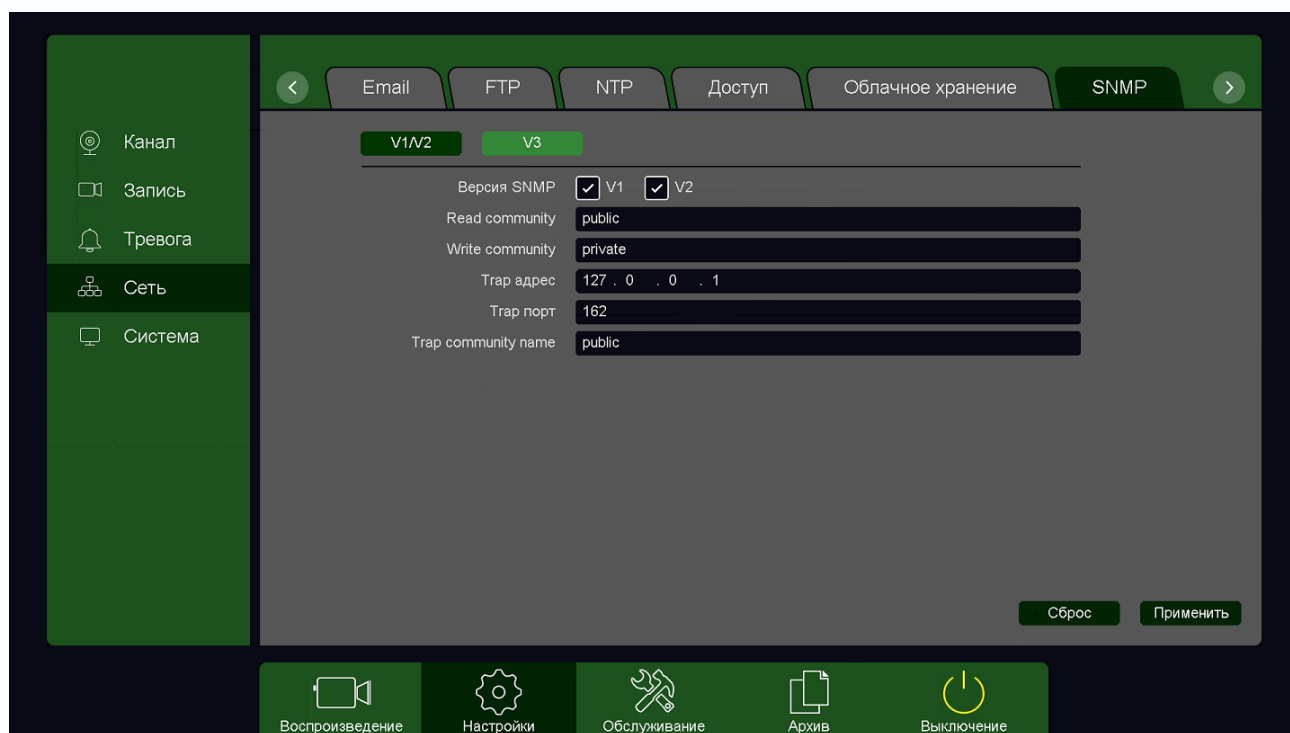 Email FTP NTP Доступ Облачное хранение SNMP
Канал
Запись
Тревога
Сеть
Система
V1/V2 V3
Версия SNMP V1 V2
Read community public
Write community private
Trap адрес 127 . 0 . 0 . 1
Trap порт 162
Trap community name public
Сброс Применить
Воспроизведение Настройки Обслуживание Архив Выключение